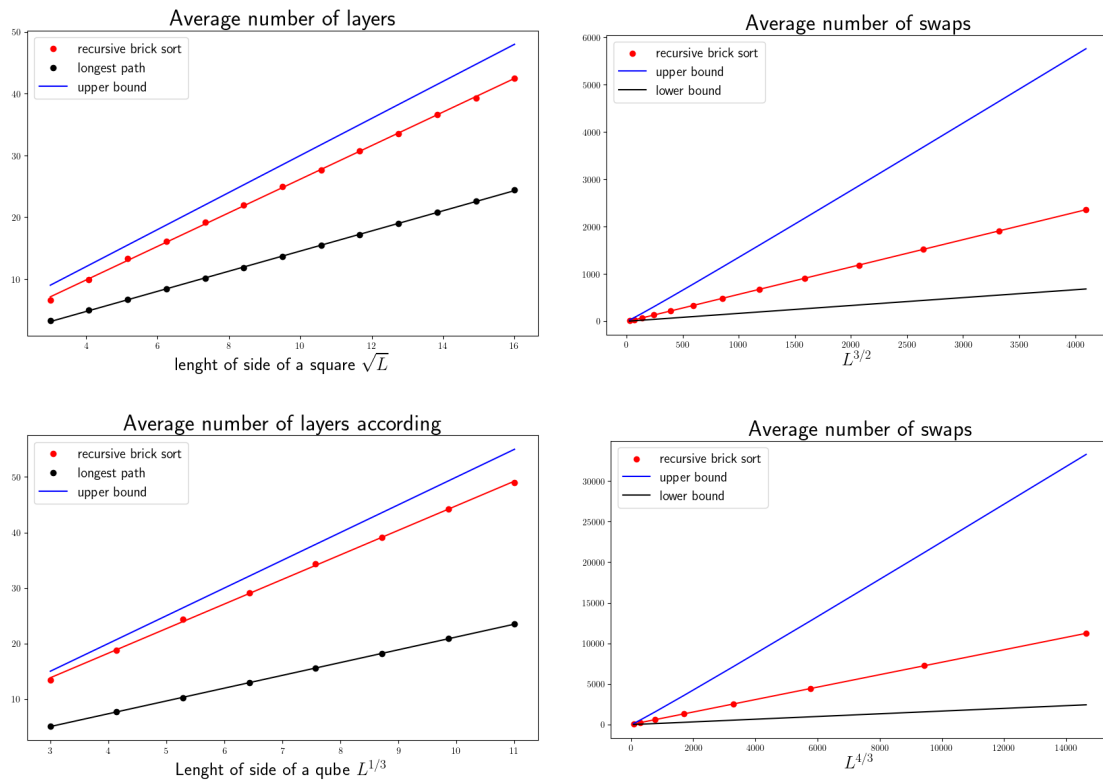 Average number of layers
recursive brick sort
longest path
upper bound
50
40
30
20
10
4
6
8
10
12
14
16
lenght of side of a square √L
Average number of swaps
recursive brick sort
upper bound
lower bound
6000
5000
4000
3000
2000
1000
0
0
500
1000
1500
2000
2500
3000
3500
4000
L^{3/2}
Average number of layers according
recursive brick sort
longest path
upper bound
50
40
30
20
10
3
4
5
6
7
8
9
10
11
Lenght of side of a qube L^{1/3}
Average number of swaps
recursive brick sort
upper bound
lower bound
30000
25000
20000
15000
10000
5000
0
0
2000
4000
6000
8000
10000
12000
14000
L^{4/3}